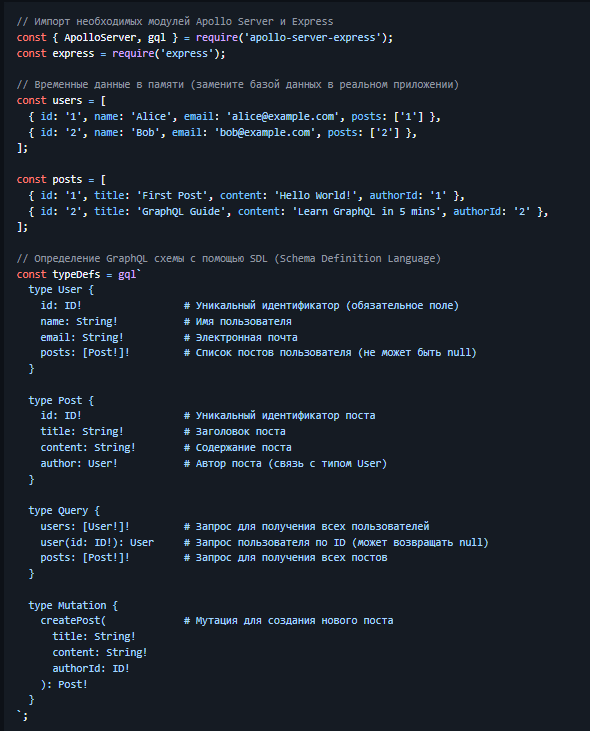 // Импорт необходимых модулей Apollo Server и Express
const { ApolloServer, gql } = require('apollo-server-express');
const express = require('express');

// Временные данные в памяти (замените базой данных в реальном приложении)
const users = [
  { id: '1', name: 'Alice', email: 'alice@example.com', posts: ['1'] },
  { id: '2', name: 'Bob', email: 'bob@example.com', posts: ['2'] },
];

const posts = [
  { id: '1', title: 'First Post', content: 'Hello World!', authorId: '1' },
  { id: '2', title: 'GraphQL Guide', content: 'Learn GraphQL in 5 mins', authorId: '2' },
];

// Определение GraphQL схемы с помощью SDL (Schema Definition Language)
const typeDefs = gql`
  type User {
    id: ID!                 # Уникальный идентификатор (обязательное поле)
    name: String!           # Имя пользователя
    email: String!          # Электронная почта
    posts: [Post!]!         # Список постов пользователя (не может быть null)
  }

  type Post {
    id: ID!                 # Уникальный идентификатор поста
    title: String!          # Заголовок поста
    content: String!        # Содержание поста
    author: User!           # Автор поста (связь с типом User)
  }

  type Query {
    users: [User!]!         # Запрос для получения всех пользователей
    user(id: ID!): User     # Запрос пользователя по ID (может возвращать null)
    posts: [Post!]!         # Запрос для получения всех постов
  }

  type Mutation {
    createPost(             # Мутация для создания нового поста
      title: String!
      content: String!
      authorId: ID!
    ): Post!
  }
`;